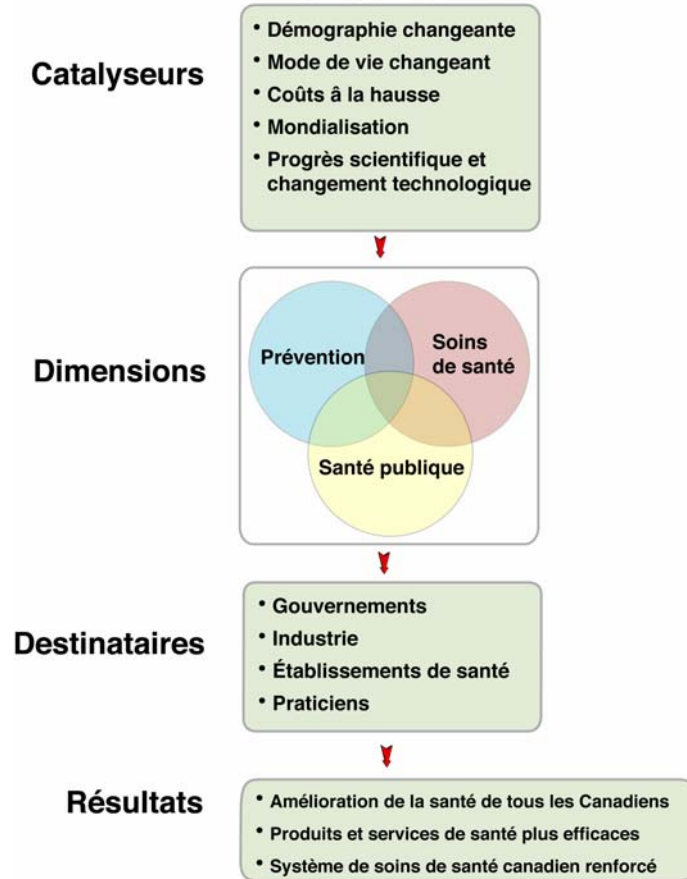 Catalyseurs
• Démographie changeante
• Mode de vie changeant
• Coûts â la hausse
• Mondialisation
• Progrès scientifique et
changement technologique
Dimensions
Prévention
Soins
de santé
Santé publique
Destinataires
• Gouvernements
• Industrie
• Établissements de santé
• Praticiens
Résultats
• Amélioration de la santé de tous les Canadiens
• Produits et services de santé plus efficaces
• Système de soins de santé canadien renforcé